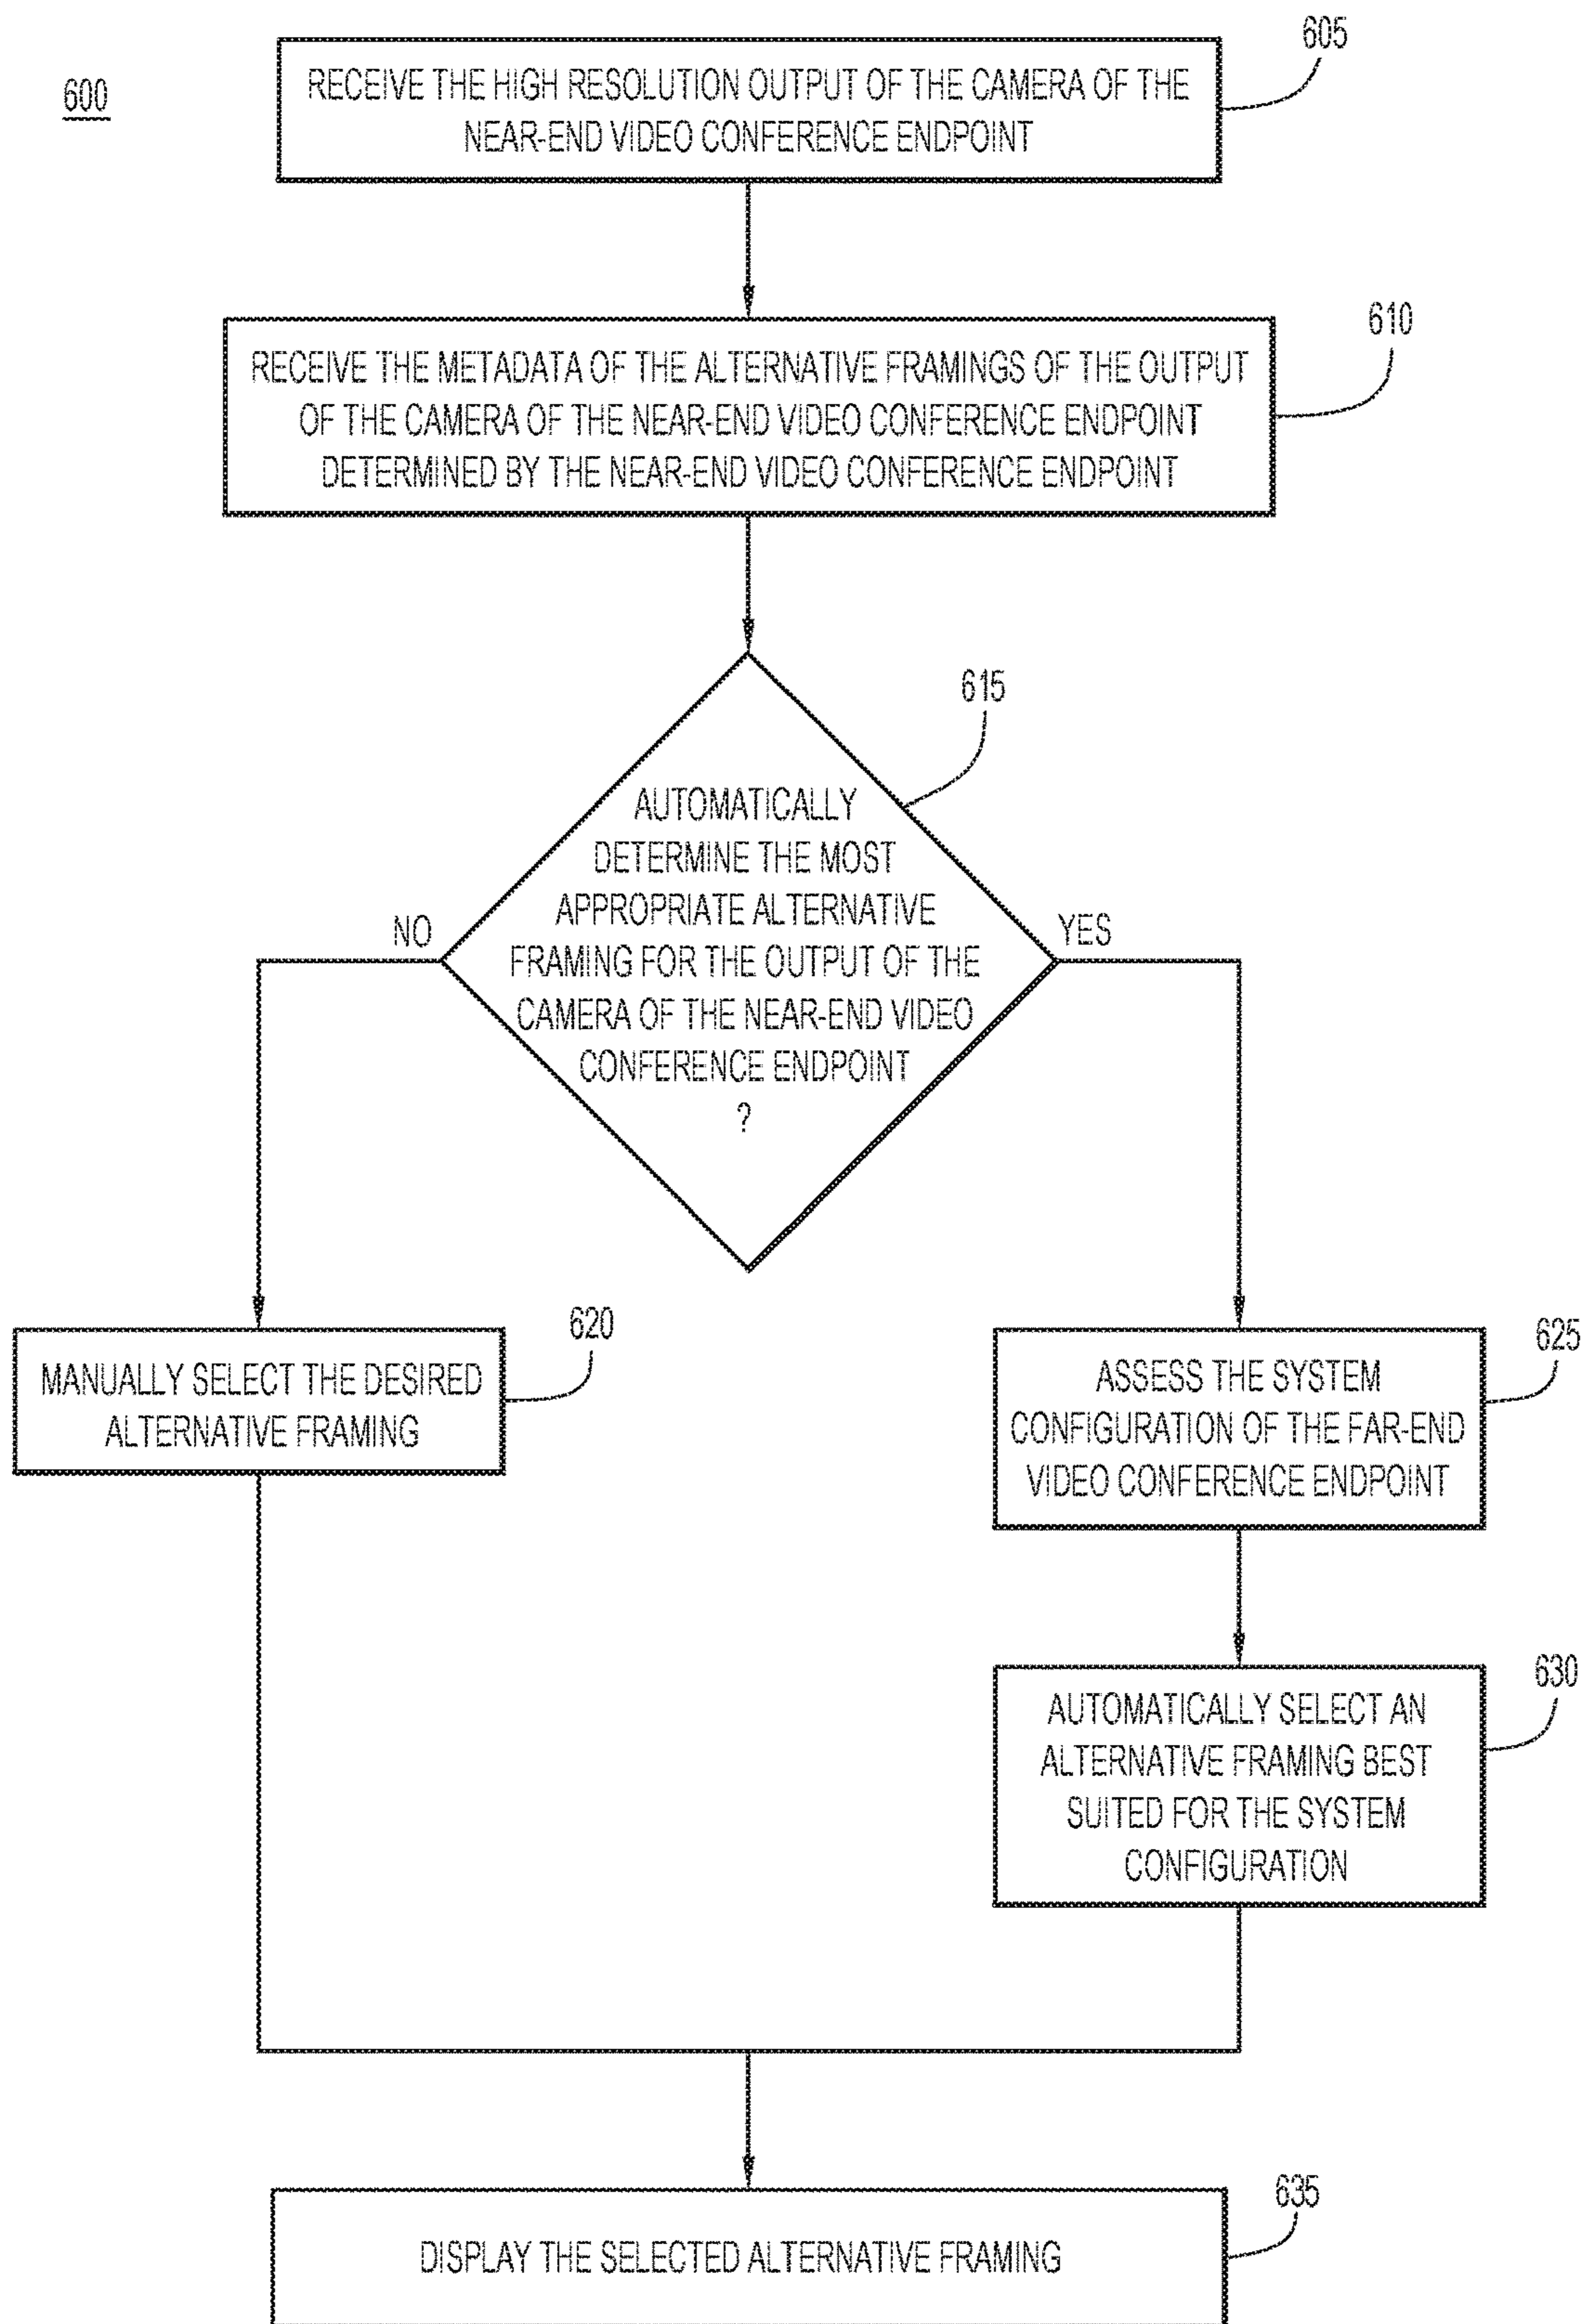 600
605
RECEIVE THE HIGH RESOLUTION OUTPUT OF THE CAMERA OF THE
NEAR-END VIDEO CONFERENCE ENDPOINT
610
RECEIVE THE METADATA OF THE ALTERNATIVE FRAMINGS OF THE OUTPUT
OF THE CAMERA OF THE NEAR-END VIDEO CONFERENCE ENDPOINT
DETERMINED BY THE NEAR-END VIDEO CONFERENCE ENDPOINT
615
AUTOMATICALLY
DETERMINE THE MOST
APPROPRIATE ALTERNATIVE
FRAMING FOR THE OUTPUT OF THE
CAMERA OF THE NEAR-END VIDEO
CONFERENCE ENDPOINT
?
NO
YES
620
MANUALLY SELECT THE DESIRED
ALTERNATIVE FRAMING
625
ASSESS THE SYSTEM
CONFIGURATION OF THE FAR-END
VIDEO CONFERENCE ENDPOINT
630
AUTOMATICALLY SELECT AN
ALTERNATIVE FRAMING BEST
SUITED FOR THE SYSTEM
CONFIGURATION
635
DISPLAY THE SELECTED ALTERNATIVE FRAMING